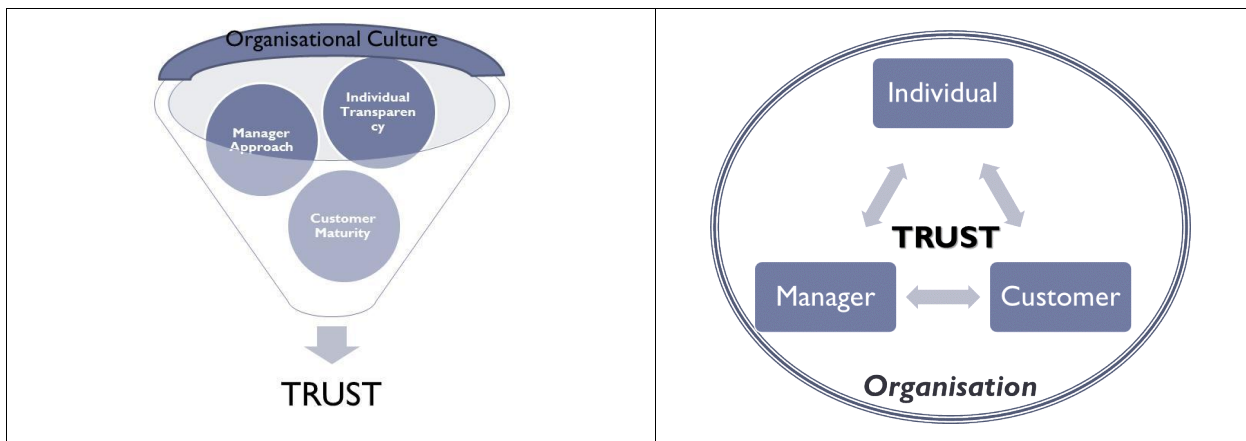 Organisational Culture
Individual
Transparen
cy
Manager
Approach
Customer
Maturity
TRUST
Individual
TRUST
Manager
Customer
Organisation